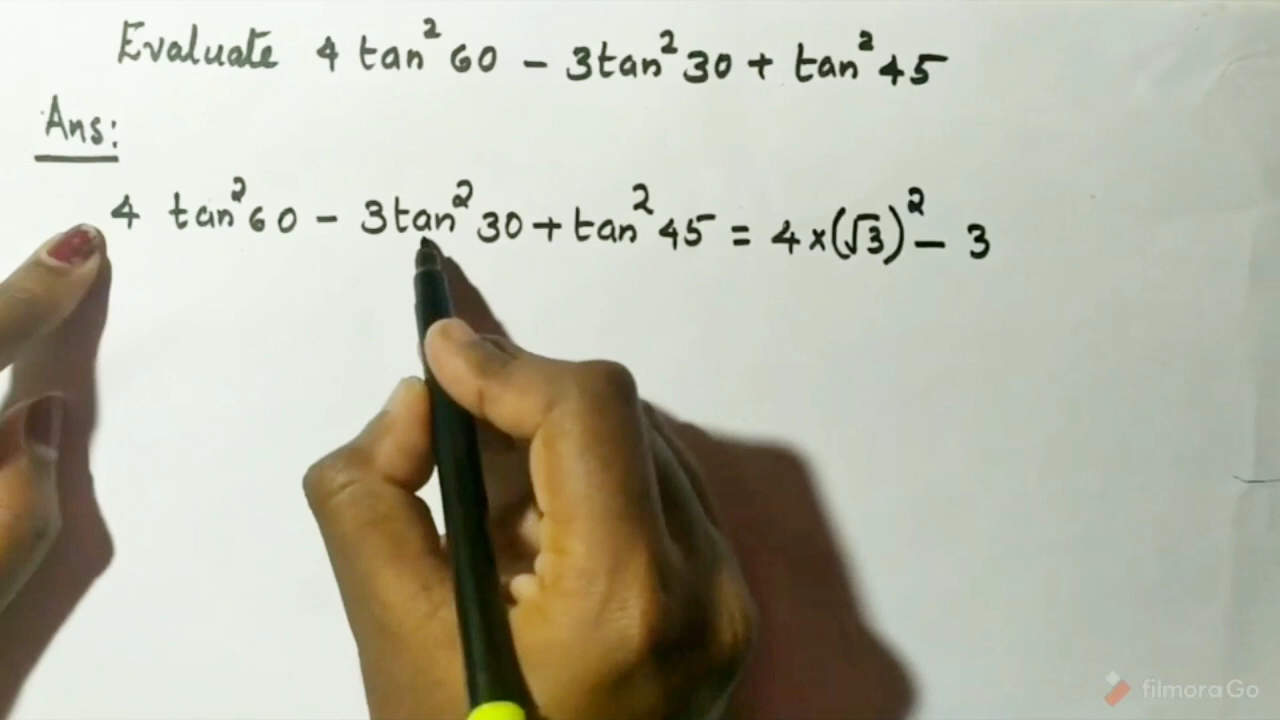 Evaluate 4 tan²60 - 3tan²30 + tan²45
Ans:
4 tan²60 - 3tan²30 + tan²45 = 4×(√3)² - 3
filmora Go